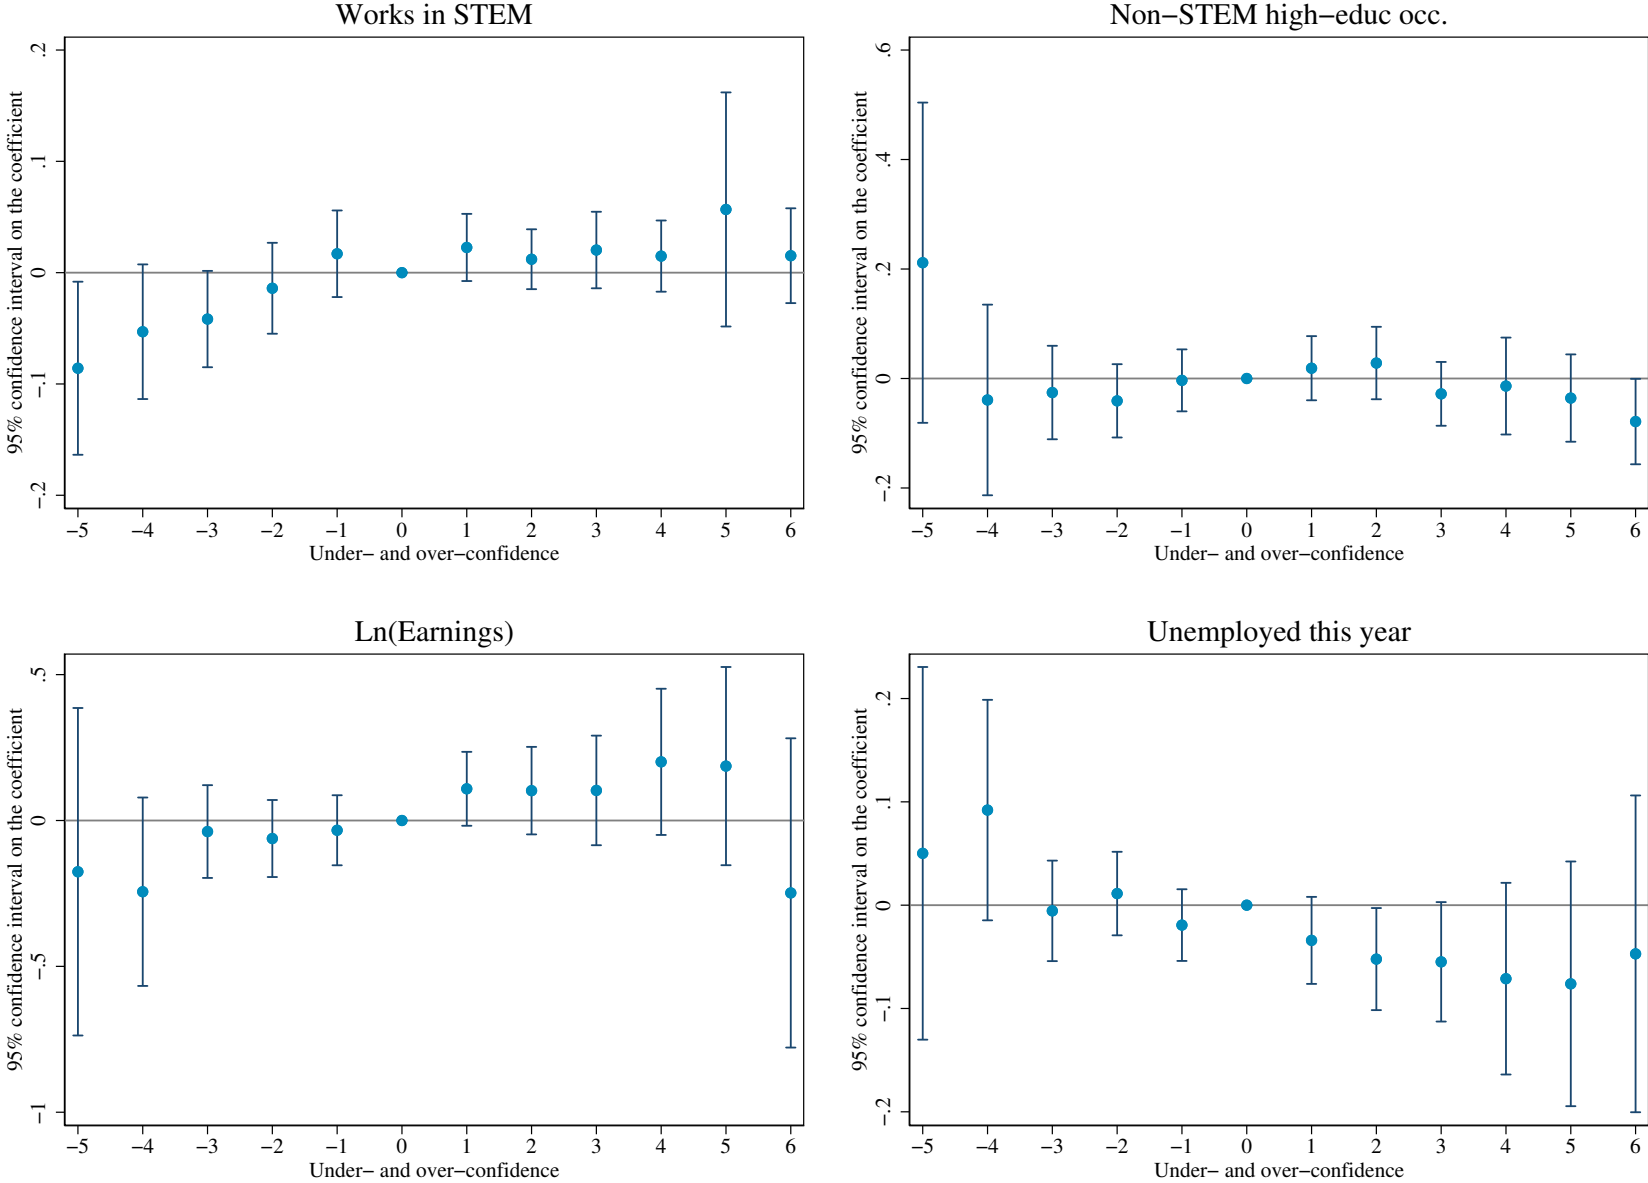 Works in STEM
95% confidence interval on the coefficient
.2
.1
0
−.1
−.2
−5 −4 −3 −2 −1 0 1 2 3 4 5 6
Under− and over−confidence
Non−STEM high−educ occ.
95% confidence interval on the coefficient
.6
.4
.2
0
−.2
−5 −4 −3 −2 −1 0 1 2 3 4 5 6
Under− and over−confidence
Ln(Earnings)
95% confidence interval on the coefficient
.5
0
−.5
−1
−5 −4 −3 −2 −1 0 1 2 3 4 5 6
Under− and over−confidence
Unemployed this year
95% confidence interval on the coefficient
.2
.1
0
−.1
−.2
−5 −4 −3 −2 −1 0 1 2 3 4 5 6
Under− and over−confidence